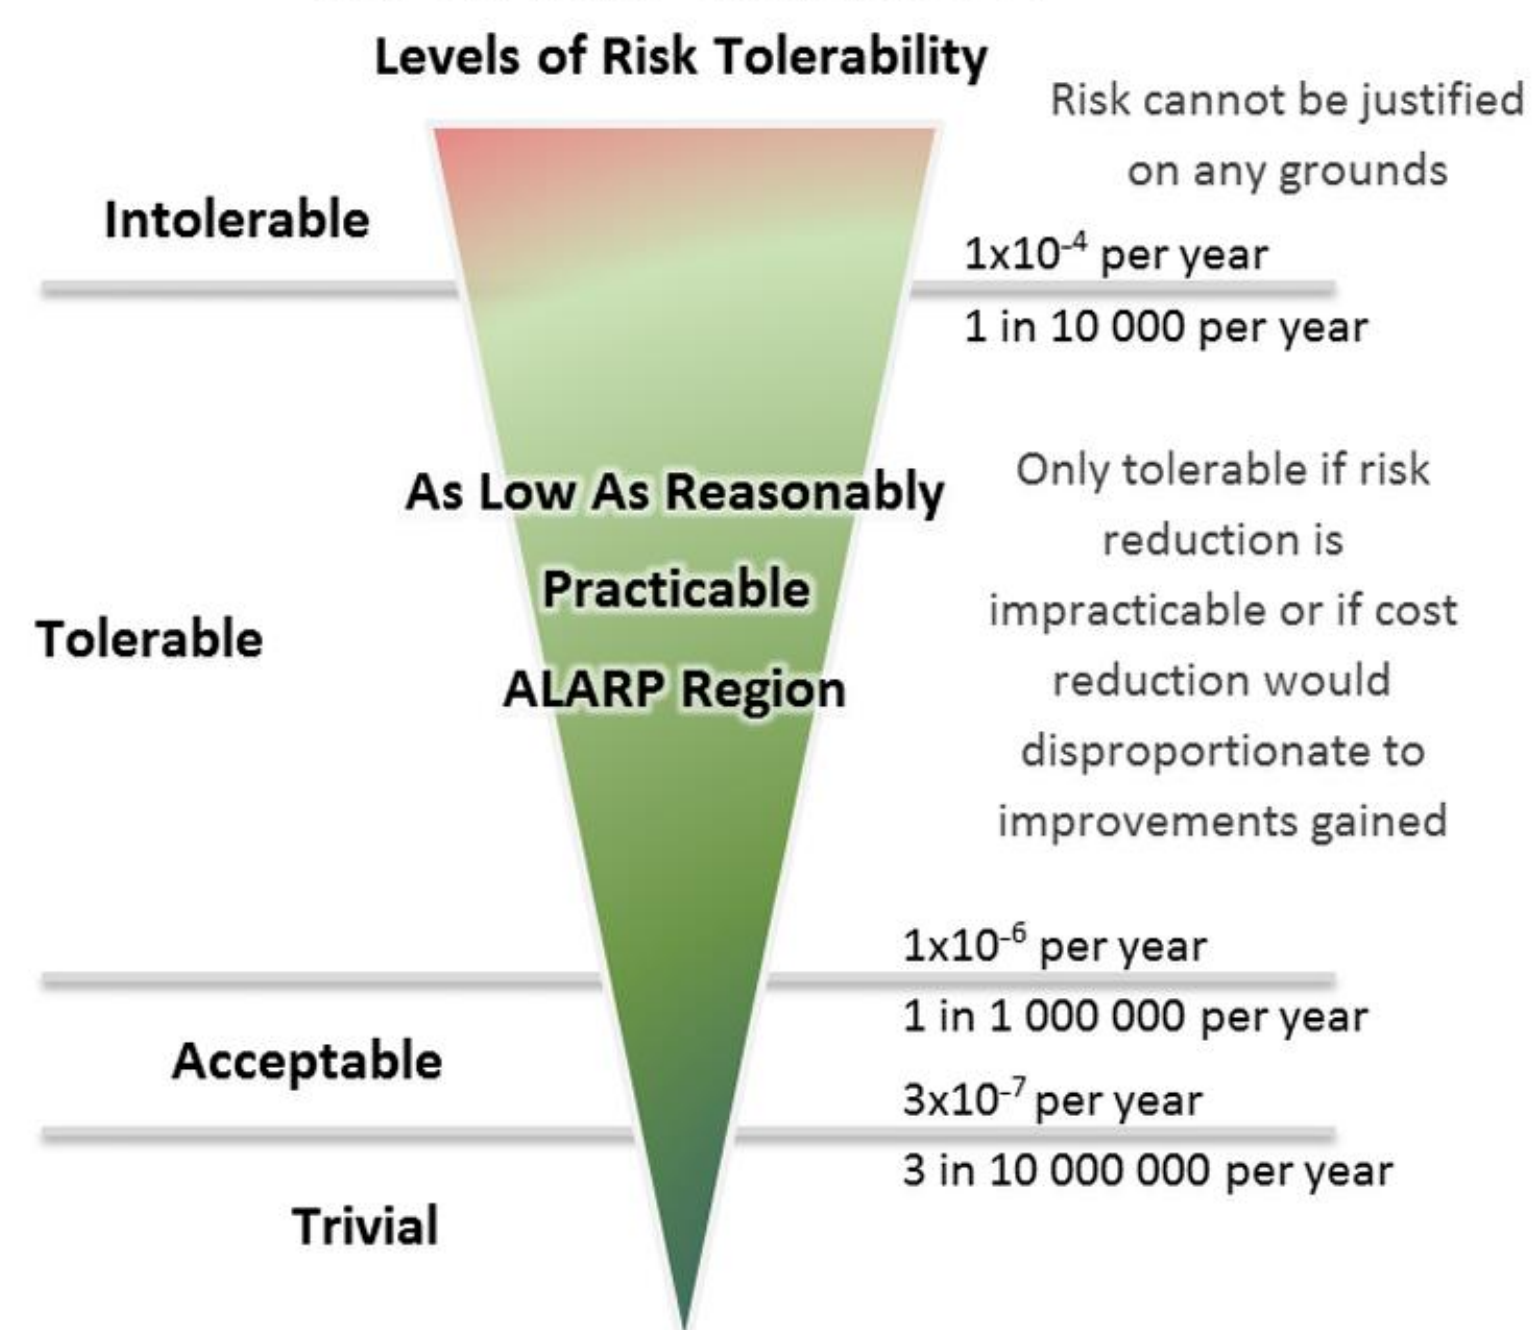 Levels of Risk Tolerability
Risk cannot be justified
on any grounds
Intolerable
1x10⁻⁴ per year
1 in 10 000 per year
As Low As Reasonably
Practicable
ALARP Region
Tolerable
Only tolerable if risk
reduction is
impracticable or if cost
reduction would
disproportionate to
improvements gained
1x10⁻⁶ per year
1 in 1 000 000 per year
Acceptable
3x10⁻⁷ per year
3 in 10 000 000 per year
Trivial